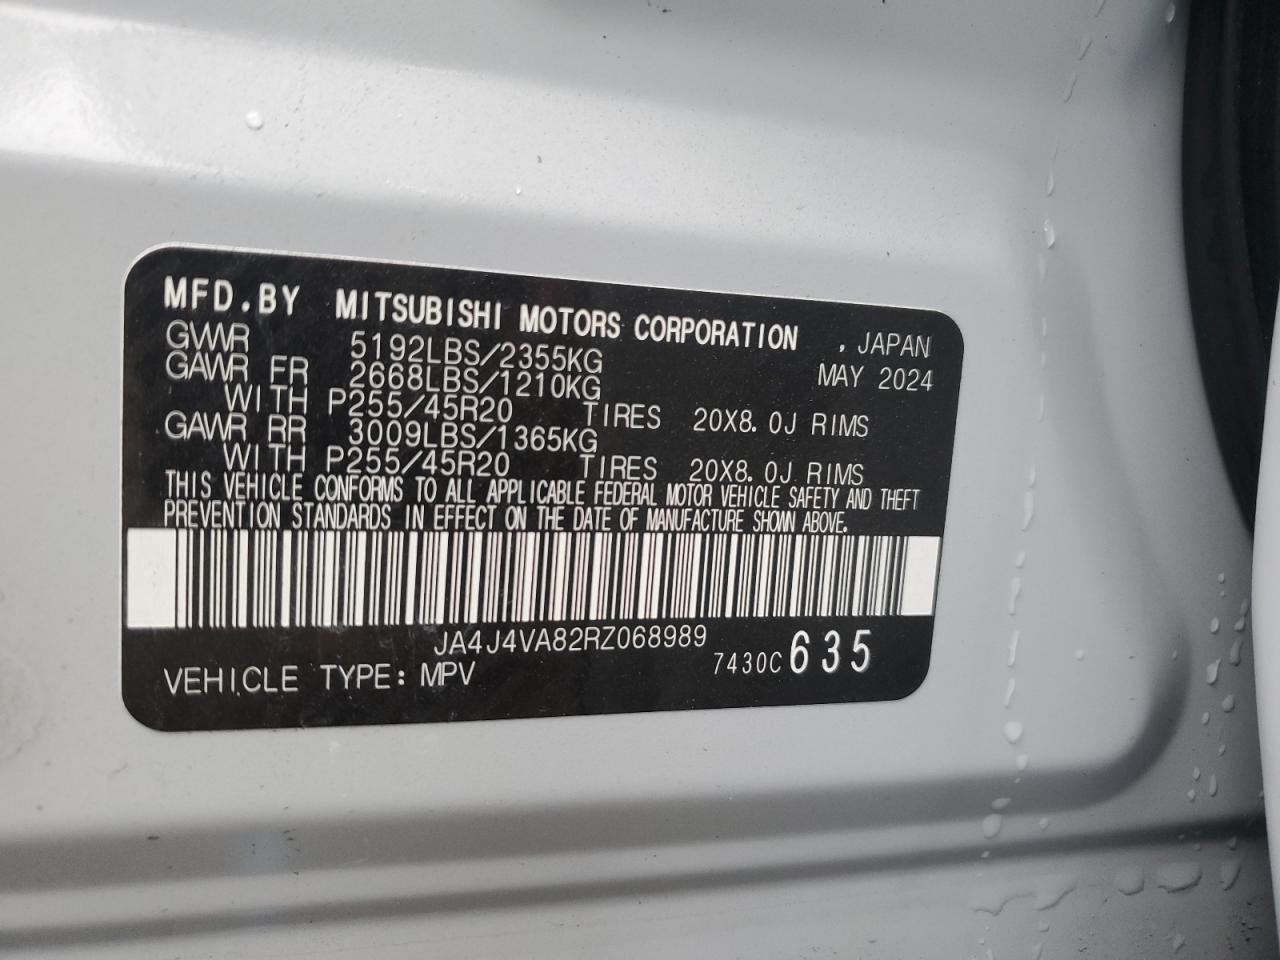 MFD.BY MITSUBISHI MOTORS CORPORATION , JAPAN
GVWR 5192LBS/2355KG MAY 2024
GAWR FR 2668LBS/1210KG
WITH P255/45R20 TIRES 20X8.0J RIMS
GAWR RR 3009LBS/1365KG
WITH P255/45R20 TIRES 20X8.0J RIMS
THIS VEHICLE CONFORMS TO ALL APPLICABLE FEDERAL MOTOR VEHICLE SAFETY AND THEFT
PREVENTION STANDARDS IN EFFECT ON THE DATE OF MANUFACTURE SHOWN ABOVE.
JA4J4VA82RZ068989
VEHICLE TYPE: MPV 7430C 635